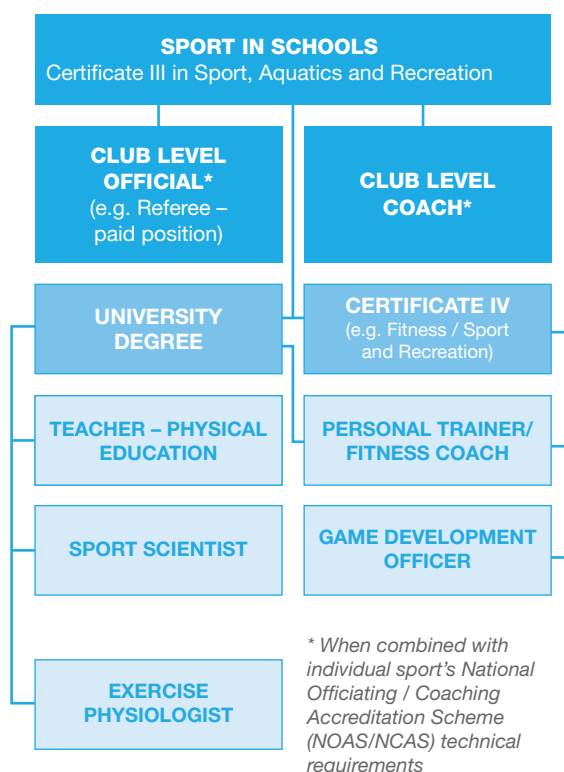 SPORT IN SCHOOLS
Certificate III in Sport, Aquatics and Recreation
CLUB LEVEL
OFFICIAL*
(e.g. Referee –
paid position)
CLUB LEVEL
COACH*
UNIVERSITY
DEGREE
CERTIFICATE IV
(e.g. Fitness / Sport
and Recreation)
TEACHER – PHYSICAL
EDUCATION
PERSONAL TRAINER/
FITNESS COACH
SPORT SCIENTIST
GAME DEVELOPMENT
OFFICER
EXERCISE
PHYSIOLOGIST
* When combined with
individual sport’s National
Officiating / Coaching
Accreditation Scheme
(NOAS/NCAS) technical
requirements